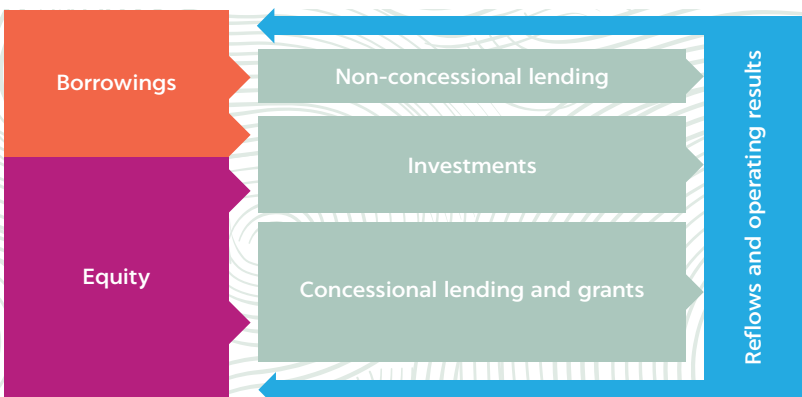 Borrowings
Non-concessional lending
Investments
Equity
Concessional lending and grants
Reflows and operating results